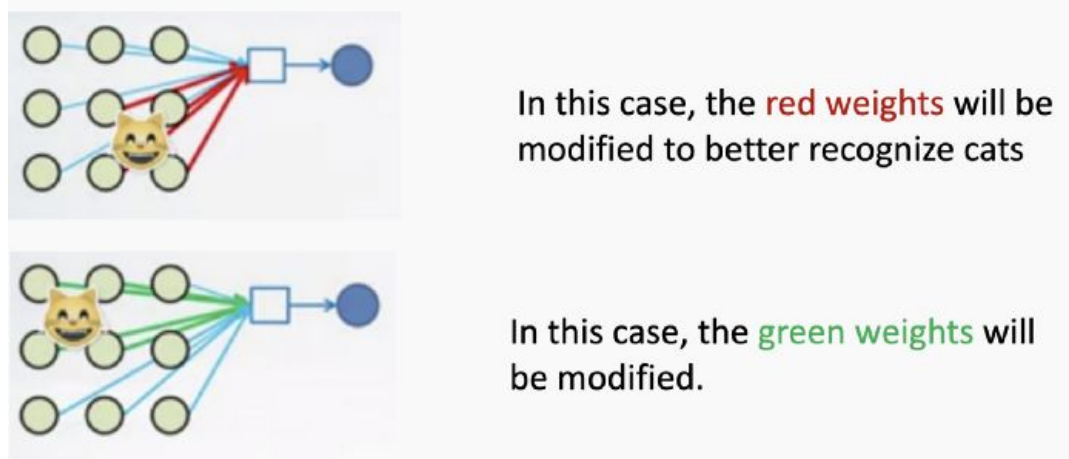 In this case, the red weights will be
modified to better recognize cats
In this case, the green weights will
be modified.